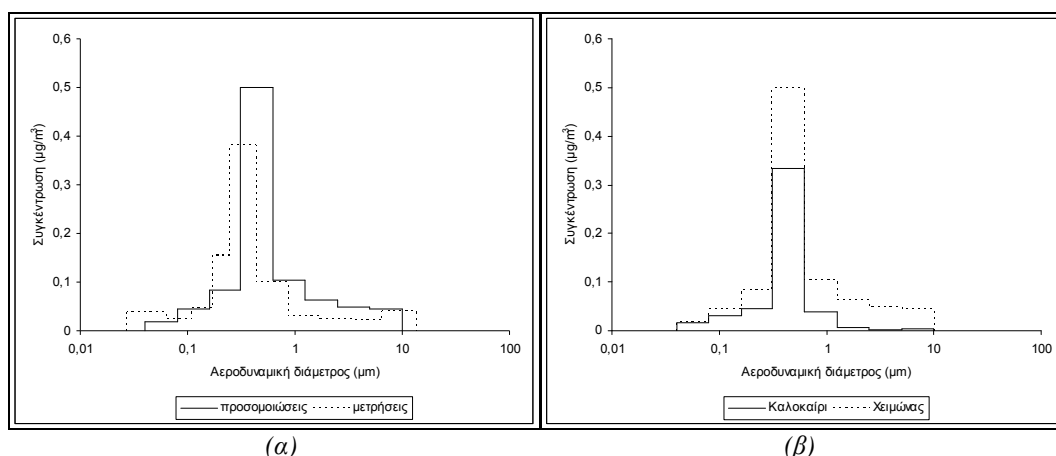 0,6
0,5
0,4
0,3
0,2
0,1
0
Συγκέντρωση (μg/m³)
0,01 0,1 1 10 100
Αεροδυναμική διάμετρος (μm)
προσομοιώσεις μετρήσεις
(α)
0,6
0,5
0,4
0,3
0,2
0,1
0
Συγκέντρωση (μg/m³)
0,01 0,1 1 10 100
Αεροδυναμική διάμετρος (μm)
Καλοκαίρι Χειμώνας
(β)